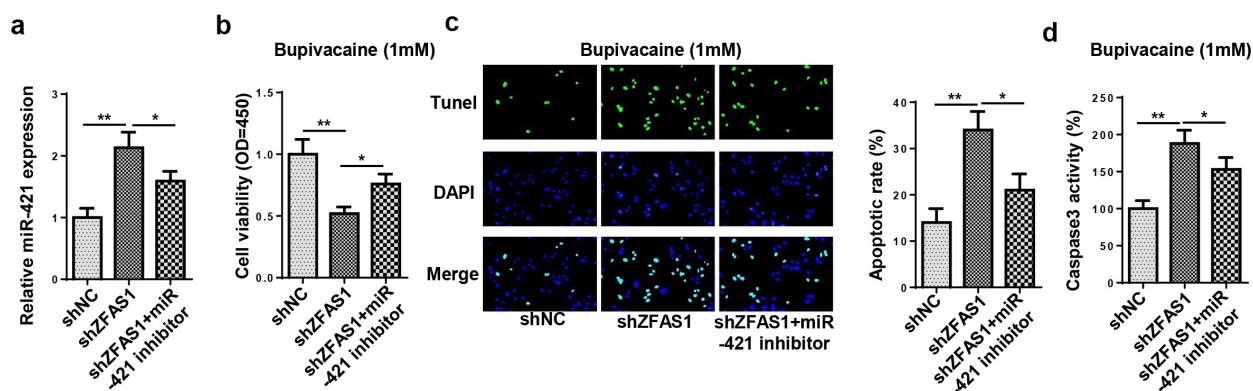 a
Relative miR-421 expression
3
2
1
0
**
*
shNC
shZFAS1
shZFAS1+miR
-421 inhibitor
b
Bupivacaine (1mM)
Cell viability (OD=450)
1.5
1.0
0.5
0.0
**
*
shNC
shZFAS1
shZFAS1+miR
-421 inhibitor
c
Bupivacaine (1mM)
Tunel
DAPI
Merge
shNC
shZFAS1
shZFAS1+miR
-421 inhibitor
Apoptotic rate (%)
40
30
20
10
0
**
*
shNC
shZFAS1
shZFAS1+miR
-421 inhibitor
d
Bupivacaine (1mM)
Caspase3 activity (%)
250
200
150
100
50
0
**
*
shNC
shZFAS1
shZFAS1+miR
-421 inhibitor